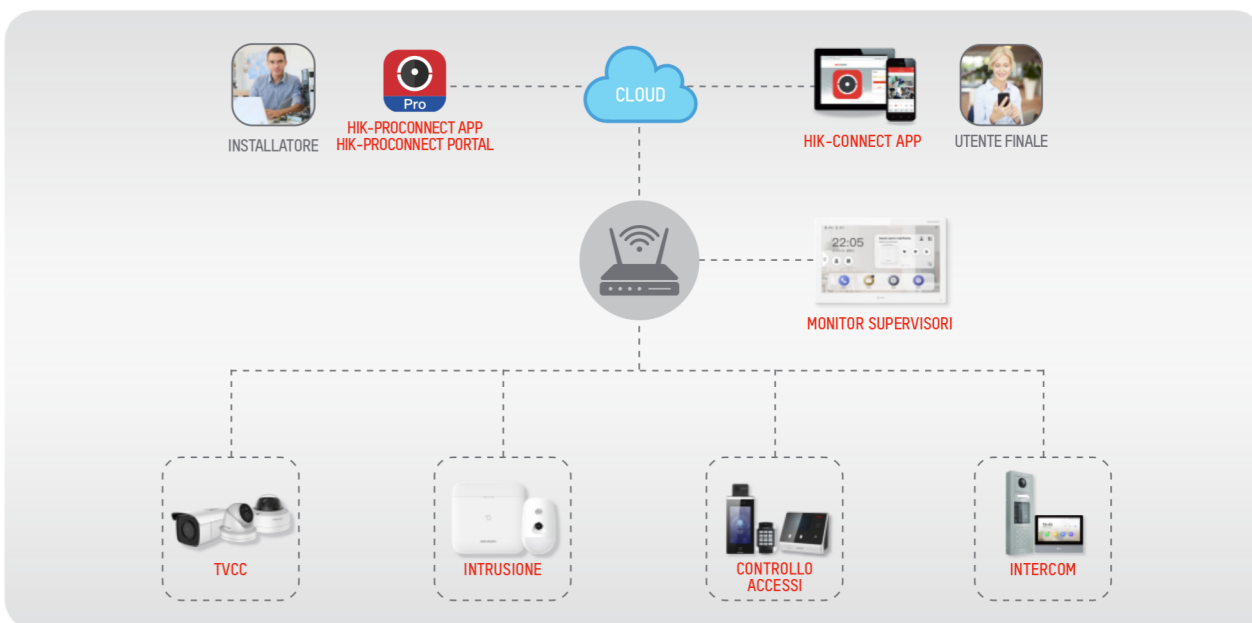 INSTALLATORE
Pro
HIK-PROCONNECT APP
HIK-PROCONNECT PORTAL
CLOUD
HIK-CONNECT APP
UTENTE FINALE
22:05
MONITOR SUPERVISORI
TVCC
INTRUSIONE
CONTROLLO
ACCESSI
INTERCOM